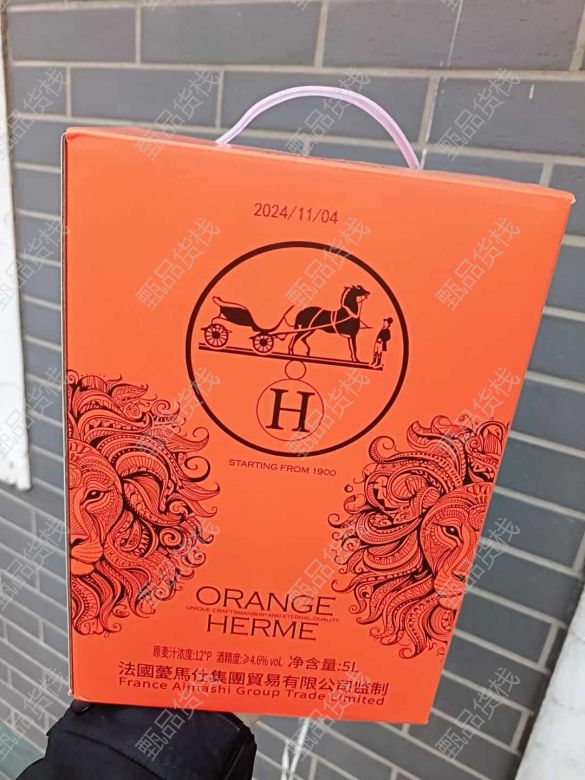 2024/11/04
H
STARTING FROM 1900
ORANGE
UNIQUE CRAFTSMANSHIP AND ETERNAL QUALITY
HERME
原麦汁浓度:12°P 酒精度:≥4.6%vol 净含量:5L
法國薆馬仕集團貿易有限公司监制
France Aimashi Group Trade Limited
甄品货栈